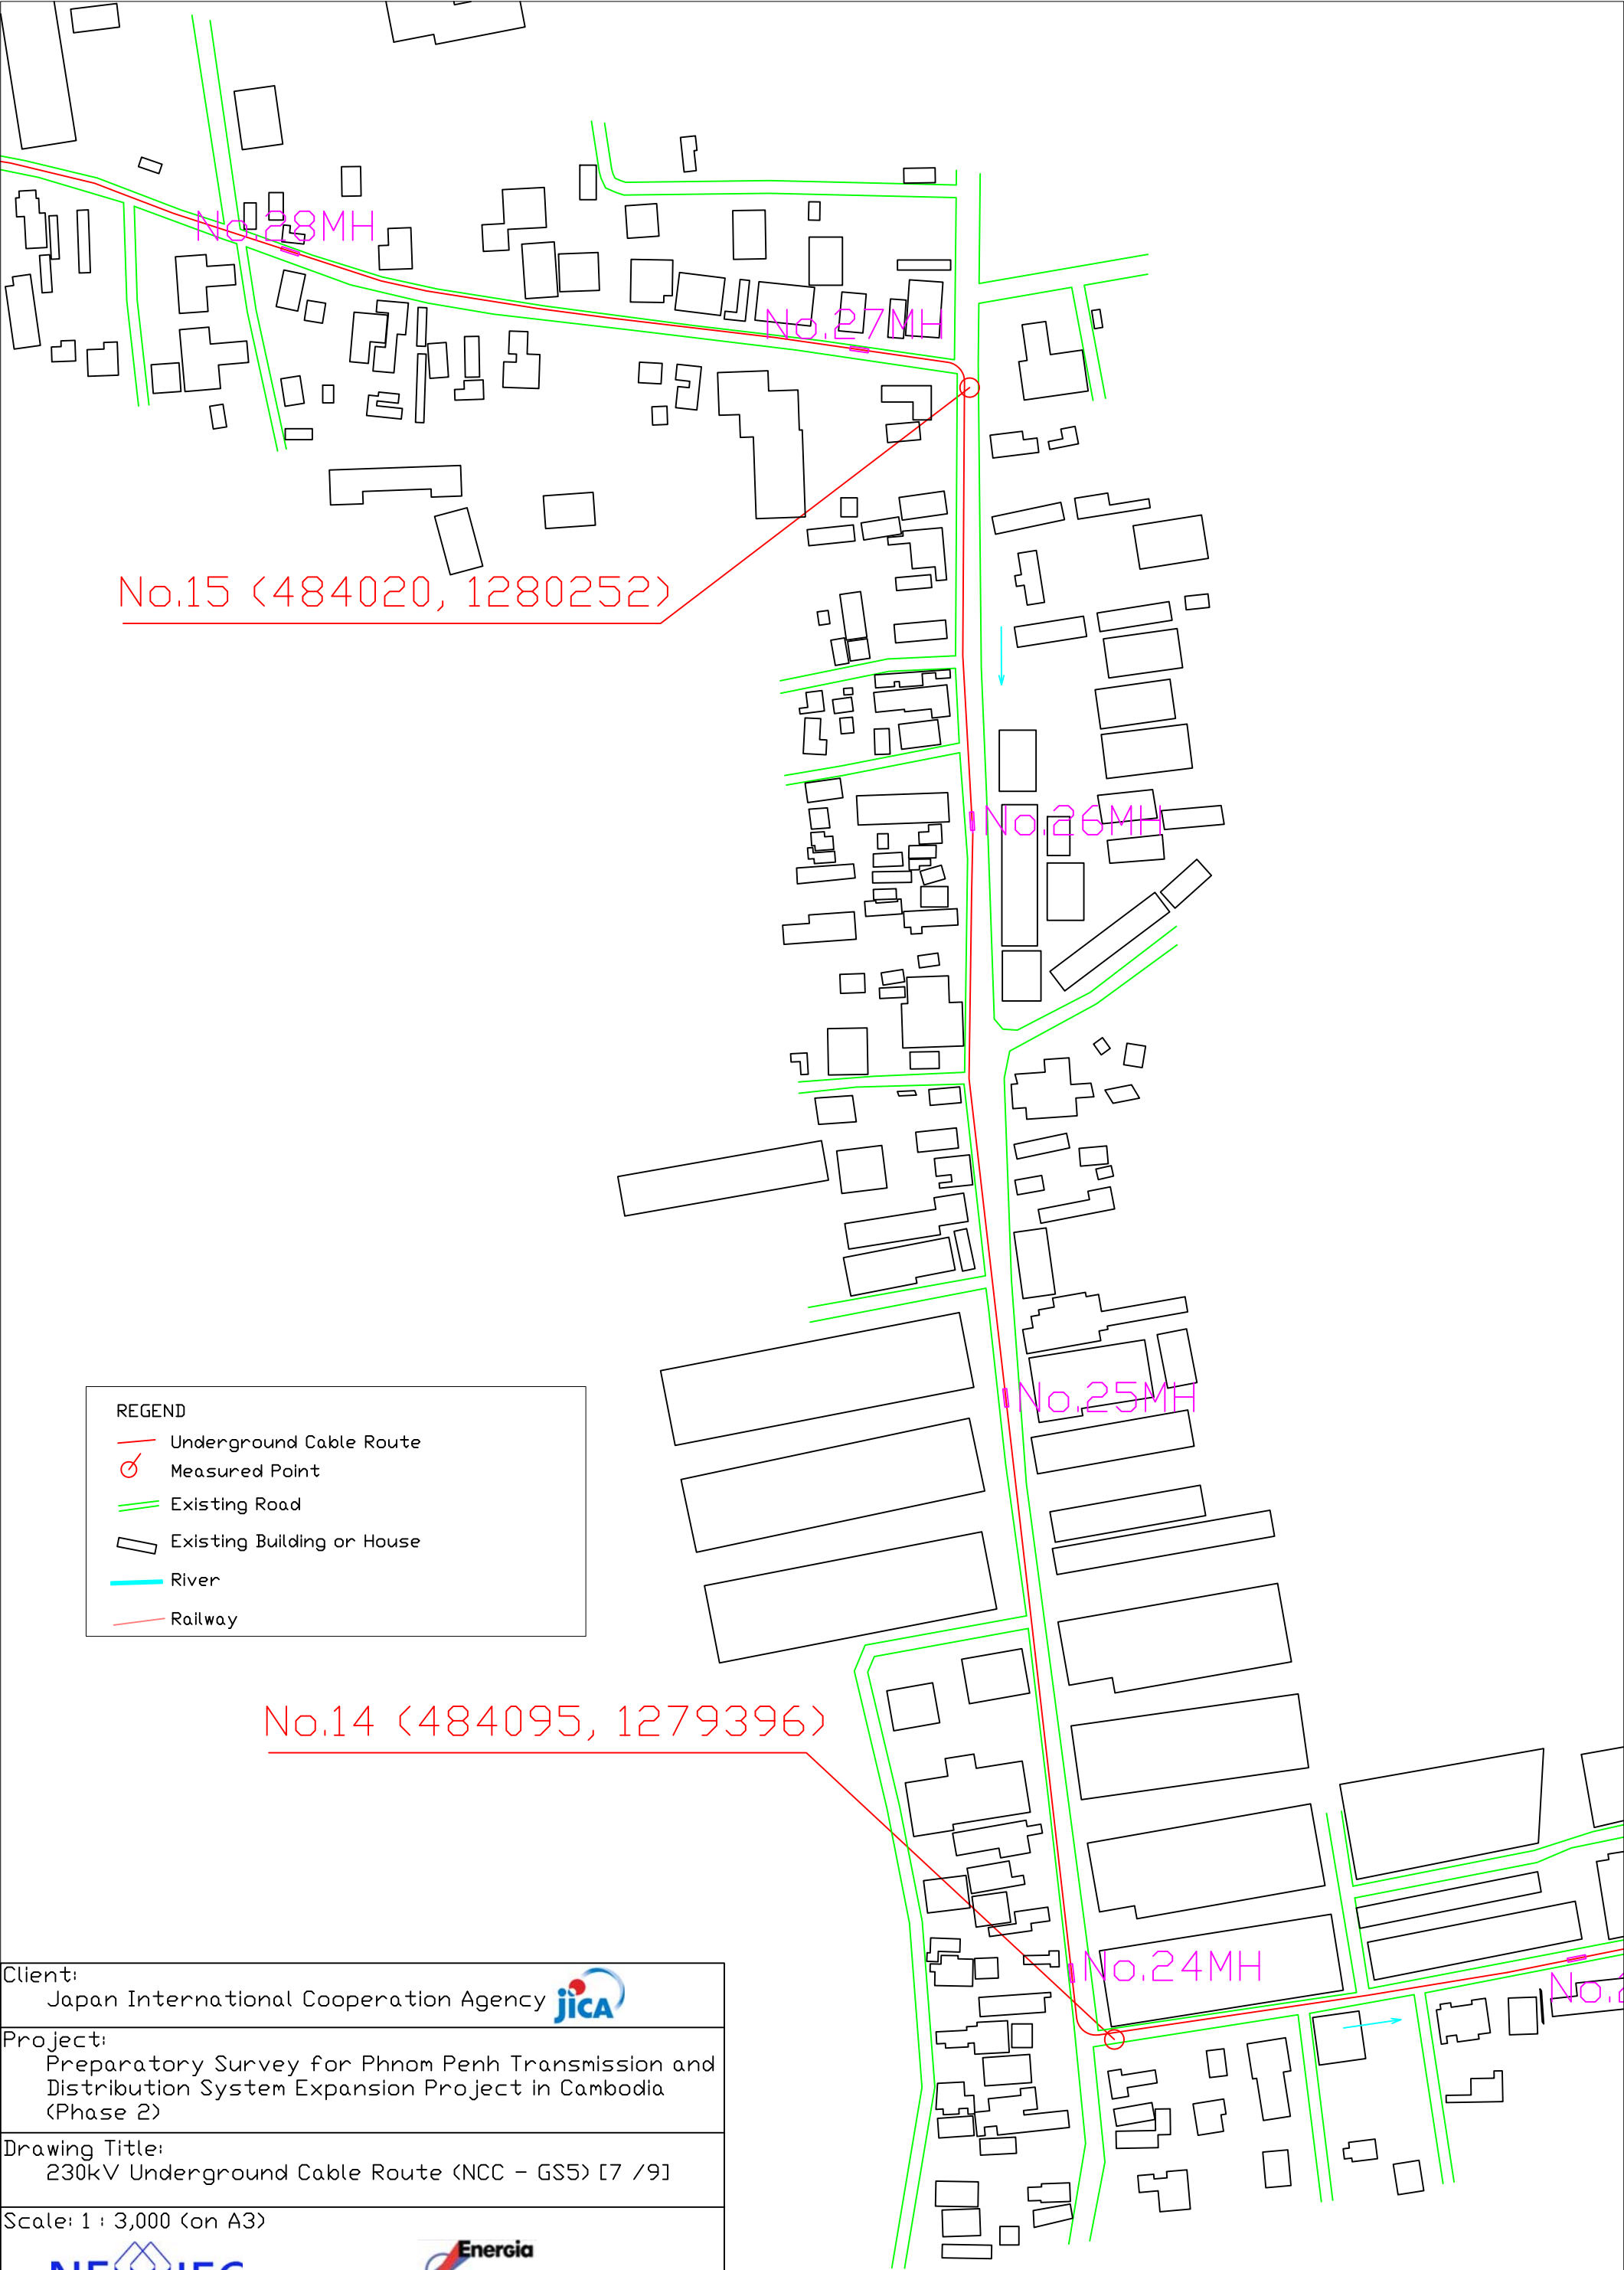 No.28MH
No.27MH
No.15 (484020, 1280252)
No.26MH
No.25MH
REGEND
Underground Cable Route
Measured Point
Existing Road
Existing Building or House
River
Railway
No.14 (484095, 1279396)
No.24MH
Client:
Japan International Cooperation Agency
jICA
Project:
Preparatory Survey for Phnom Penh Transmission and
Distribution System Expansion Project in Cambodia
(Phase 2)
Drawing Title:
230kV Underground Cable Route (NCC - GS5) [7 /9]
Scale: 1 : 3,000 (on A3)
Energia